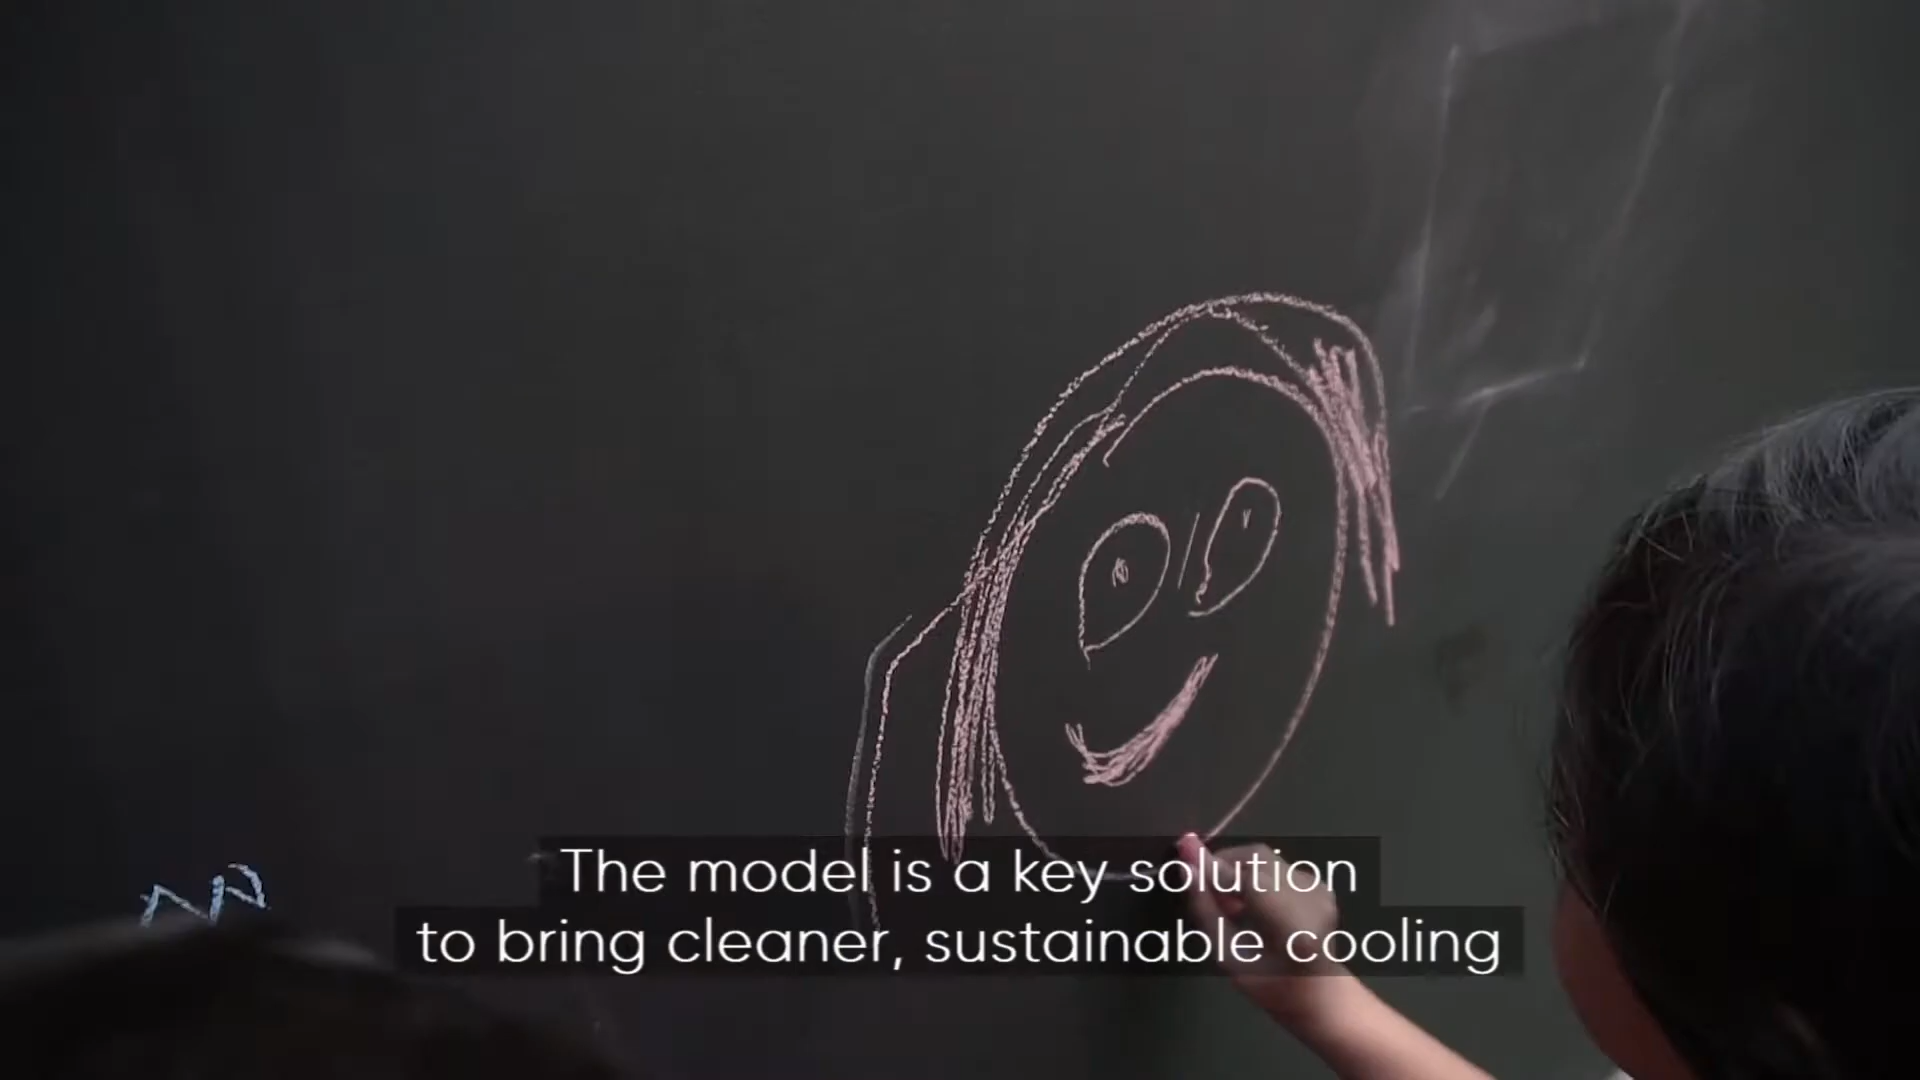 The model is a key solution
to bring cleaner, sustainable cooling